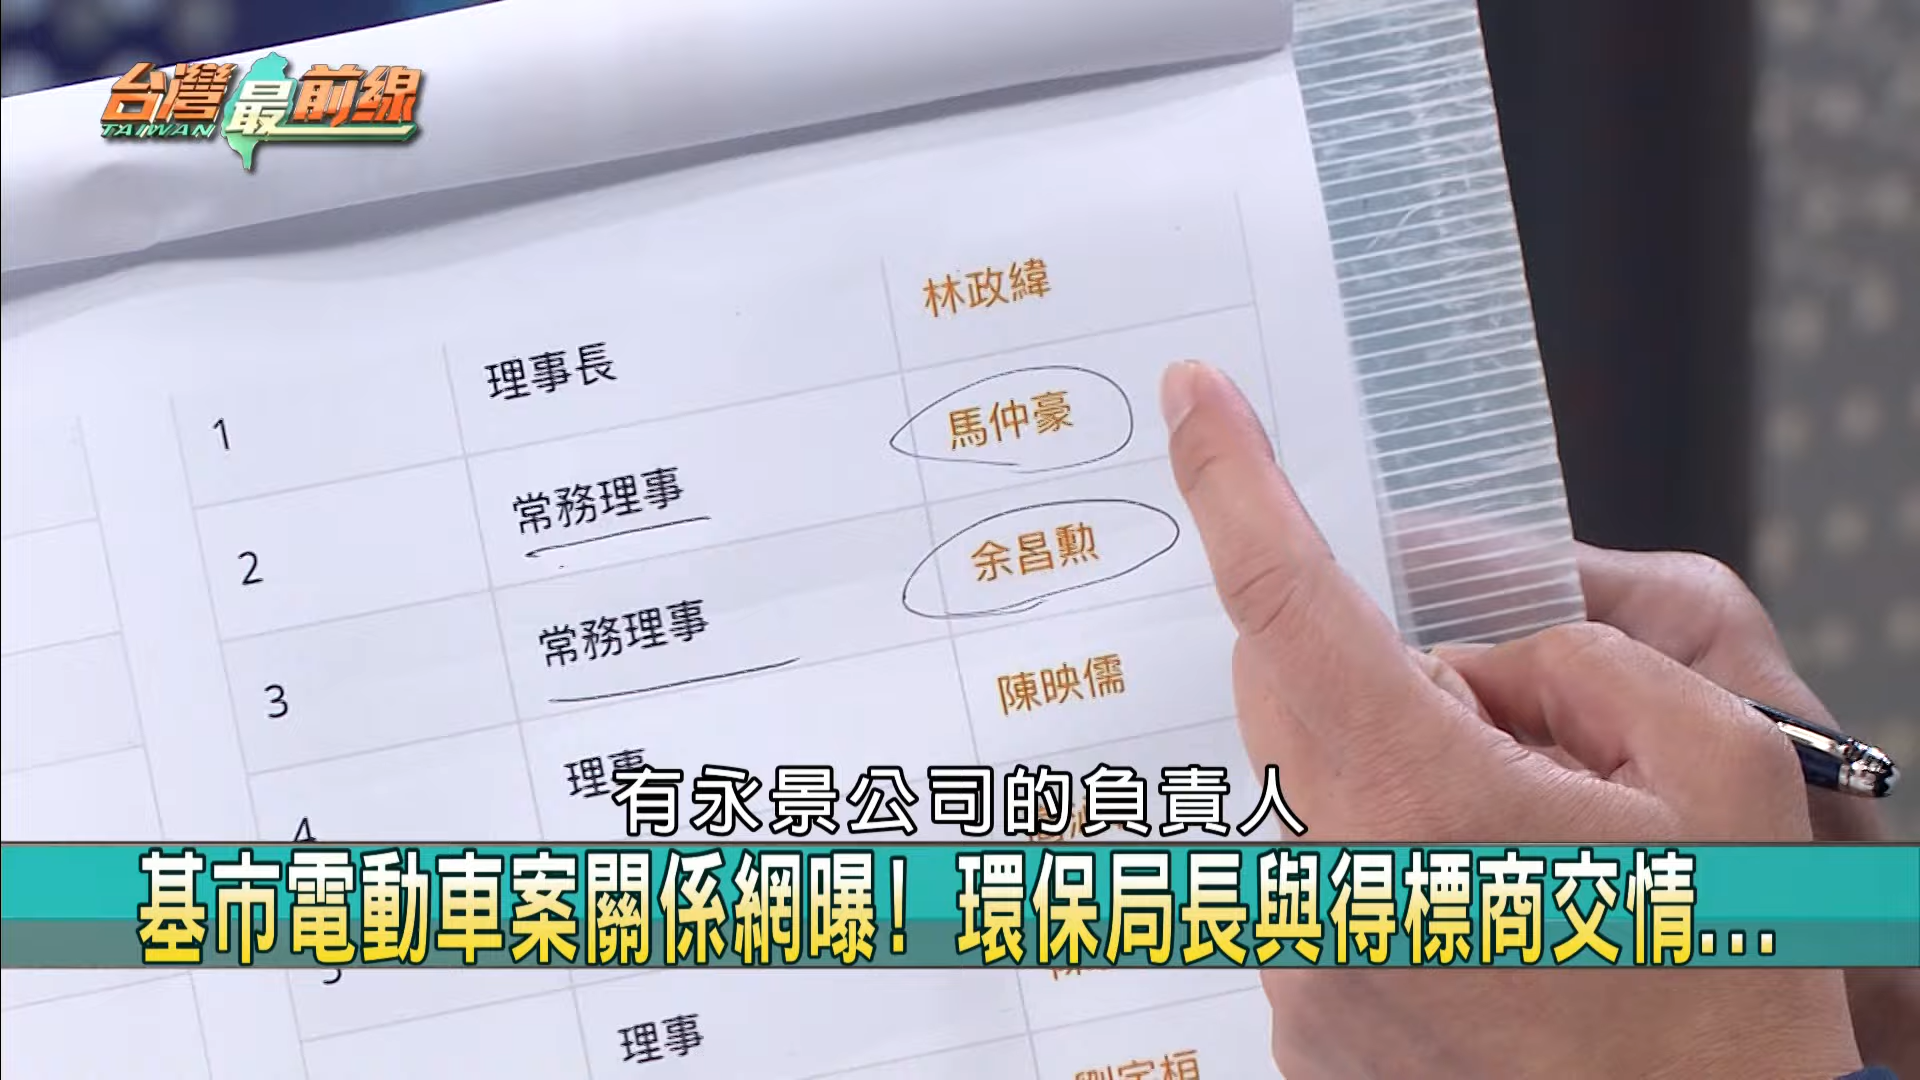 台灣最前線
TAIWAN
1 理事長 林政緯
2 常務理事 馬仲豪
3 常務理事 余昌勳
4 理事 陳映儒
有永景公司的負責人
基市電動車案關係網曝! 環保局長與得標商交情...
5
理事